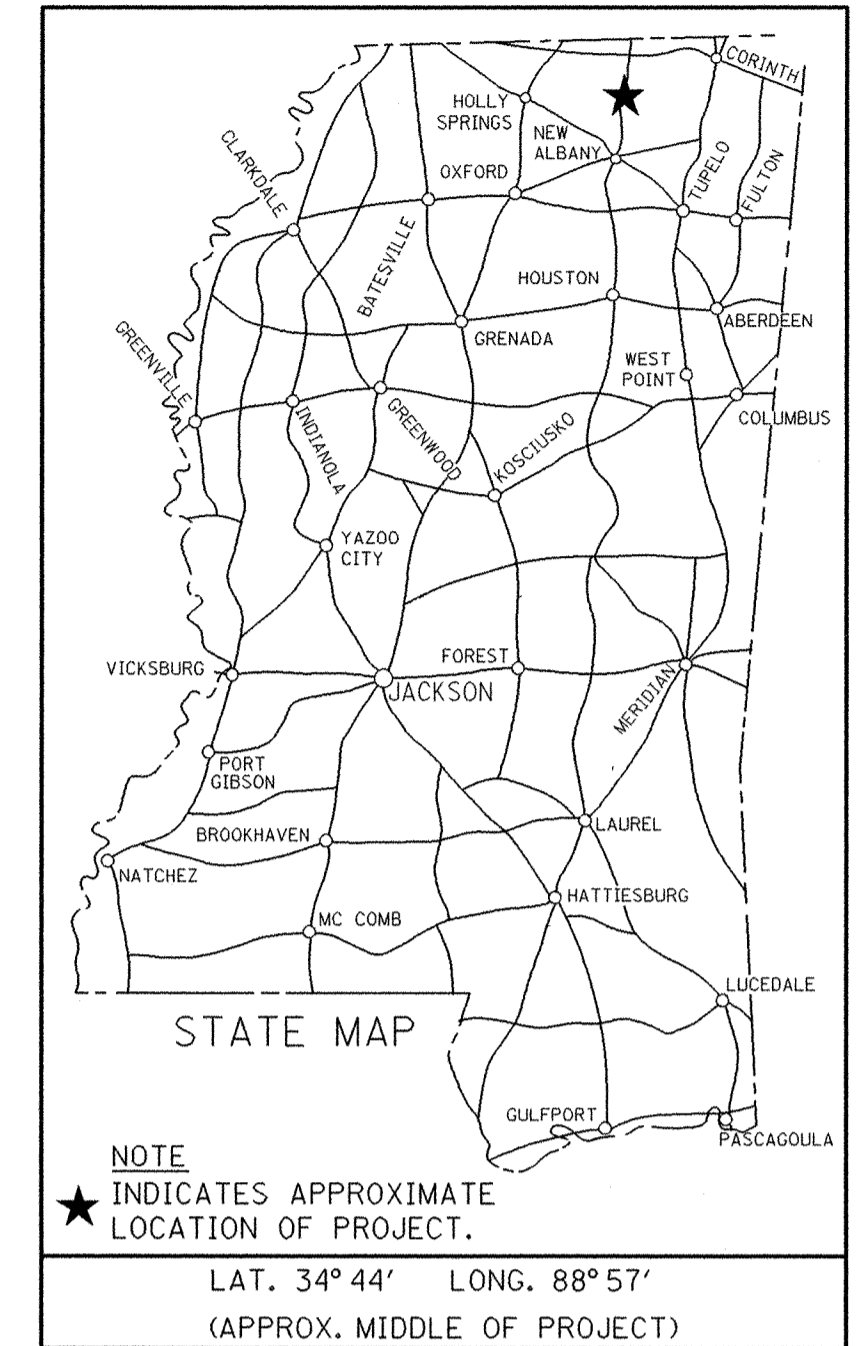 CORINTH
HOLLY
SPRINGS
NEW
ALBANY
CLARKDALE
OXFORD
TUPELO
FULTON
BATESVILLE
HOUSTON
ABERDEEN
GREENVILLE
GRENADA
WEST
POINT
INDIANOLA
GREENWOOD
KOSCIUSKO
COLUMBUS
YAZOO
CITY
VICKSBURG
FOREST
JACKSON
MERIDIAN
PORT
GIBSON
BROOKHAVEN
LAUREL
NATCHEZ
HATTIESBURG
MC COMB
LUCEDALE
STATE MAP
GULFPORT
PASCAGOULA
NOTE
INDICATES APPROXIMATE
LOCATION OF PROJECT.
LAT. 34° 44' LONG. 88° 57'
(APPROX. MIDDLE OF PROJECT)